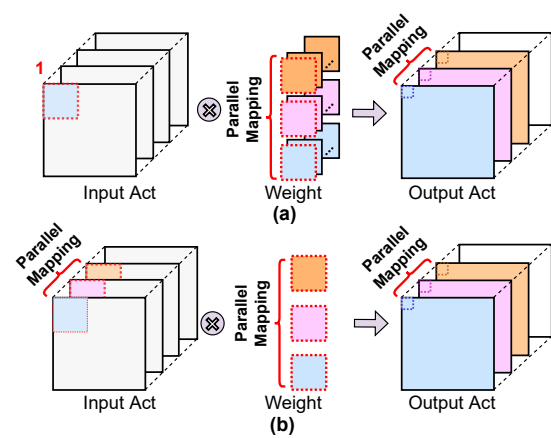 1
Parallel
Mapping
Parallel
Mapping
Input Act
Weight
Output Act
(a)
Parallel
Mapping
Parallel
Mapping
Parallel
Mapping
Input Act
Weight
Output Act
(b)